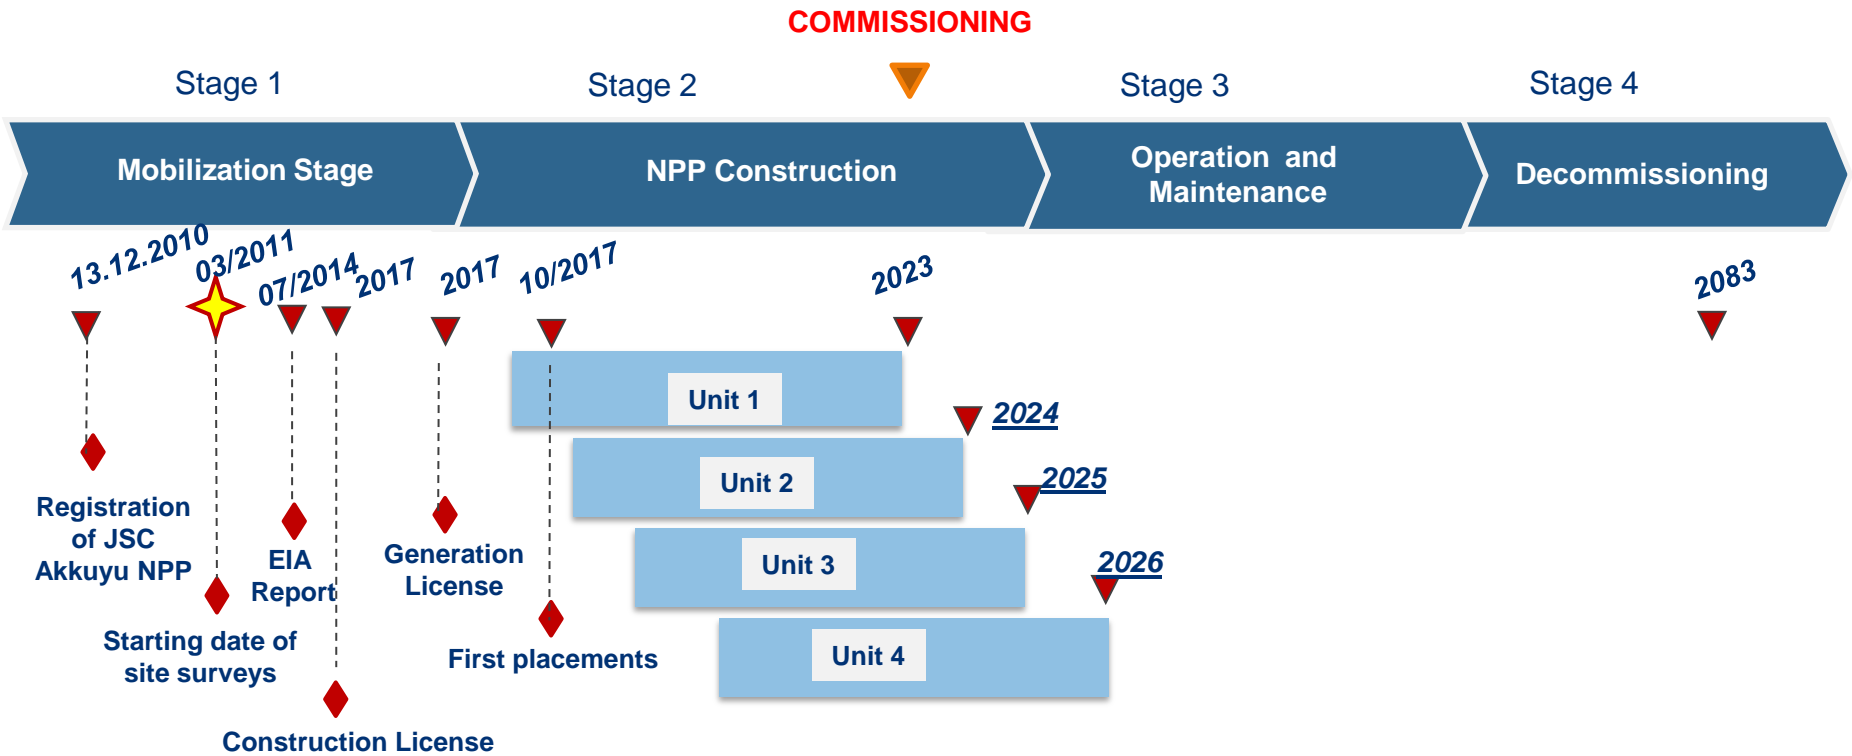 COMMISSIONING
Stage 1
Stage 2
Stage 3
Stage 4
Mobilization Stage
NPP Construction
Operation and
Maintenance
Decommissioning
13.12.2010
03/2011
07/2014
2017
2017
10/2017
2023
2083
Unit 1
2024
Unit 2
2025
Unit 3
2026
Unit 4
Registration
of JSC
Akkuyu NPP
Starting date of
site surveys
EIA
Report
Construction License
Generation
License
First placements